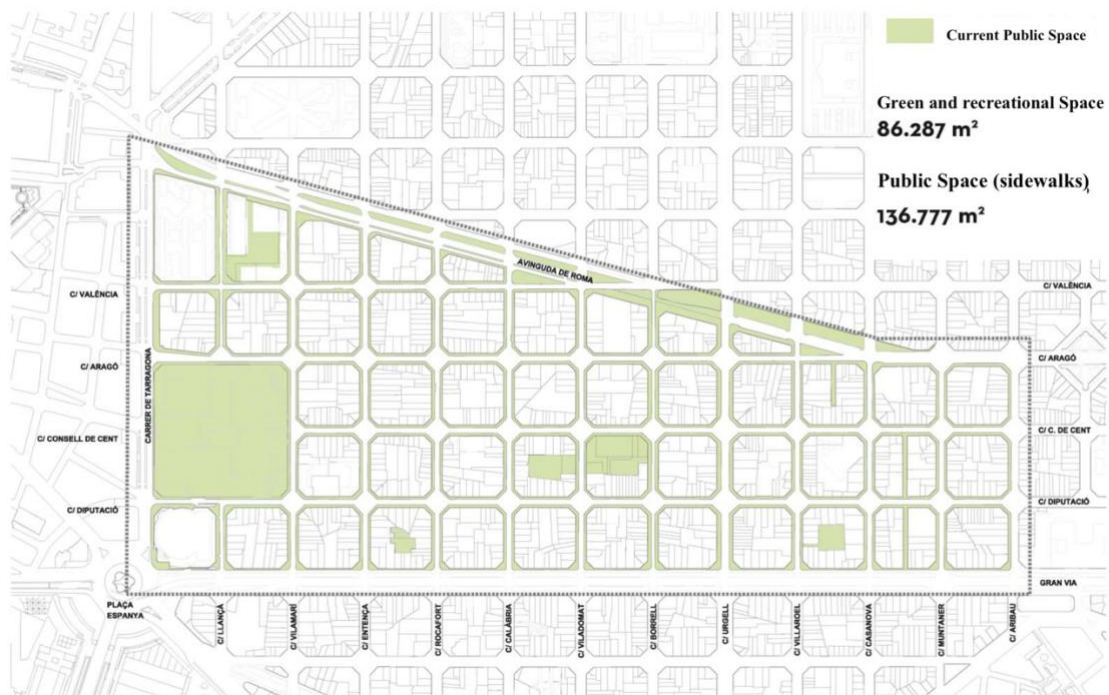 Current Public Space
Green and recreational Space
86.287 m²
Public Space (sidewalks)
136.777 m²
AVINGUDA DE ROMA
C/ VALÈNCIA
C/ VALÈNCIA
C/ ARAGÓ
C/ ARAGÓ
CARRER DE TARRAGONA
C/ CONSELL DE CENT
C/ C. DE CENT
C/ DIPUTACIÓ
C/ DIPUTACIÓ
GRAN VIA
PLAÇA
ESPANYA
C/ LLANÇÀ
C/ VILAMARÍ
C/ ENTENÇA
C/ ROCAFORT
C/ CALÀBRIA
C/ VILADOMAT
C/ BORRELL
C/ URGELL
C/ VILLAROEL
C/ CASANOVA
C/ MUNTANER
C/ ARIBAU